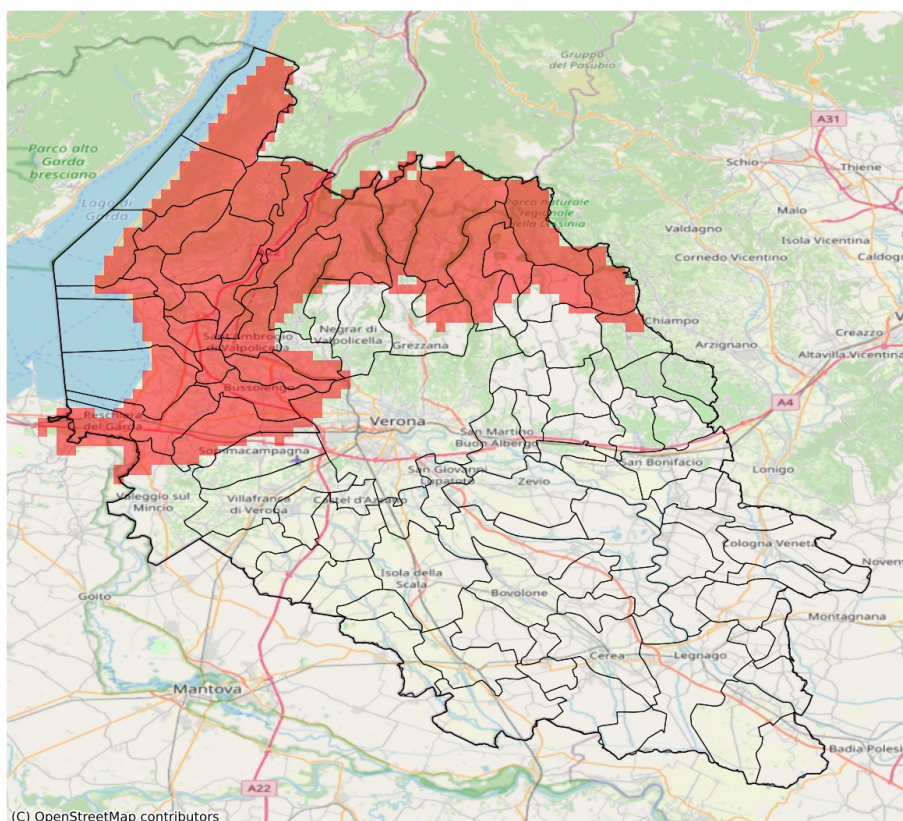 Gruppo
del Pasubio
A31
Schio
Thiene
Parco alto
Garda
bresciano
Lago di
Garda
Parco naturale
regionale
della Lessinia
Malo
Valdagno
Isola Vicentina
Cornedo Vicentino
Caldogn
Chiampo
Sant'Ambrogio
di Valpolicella
Negrar di
Valpolicella
Grezzana
Arzignano
Creazzo
Altavilla Vicentina
Bussolengo
A4
Peschiera
del Garda
Verona
San Martino
Buon Albergo
Sommacampagna
San Giovanni
Lupatoto
San Bonifacio
Lonigo
Zevio
Valeggio sul
Mincio
Villafranca
di Verona
Castel d'Azzano
Cologna Veneta
Noven
Isola della
Scala
Goito
Bovolone
Montagnana
Cerea
Legnago
Mantova
Badia Polesi
A22
(C) OpenStreetMap contributors